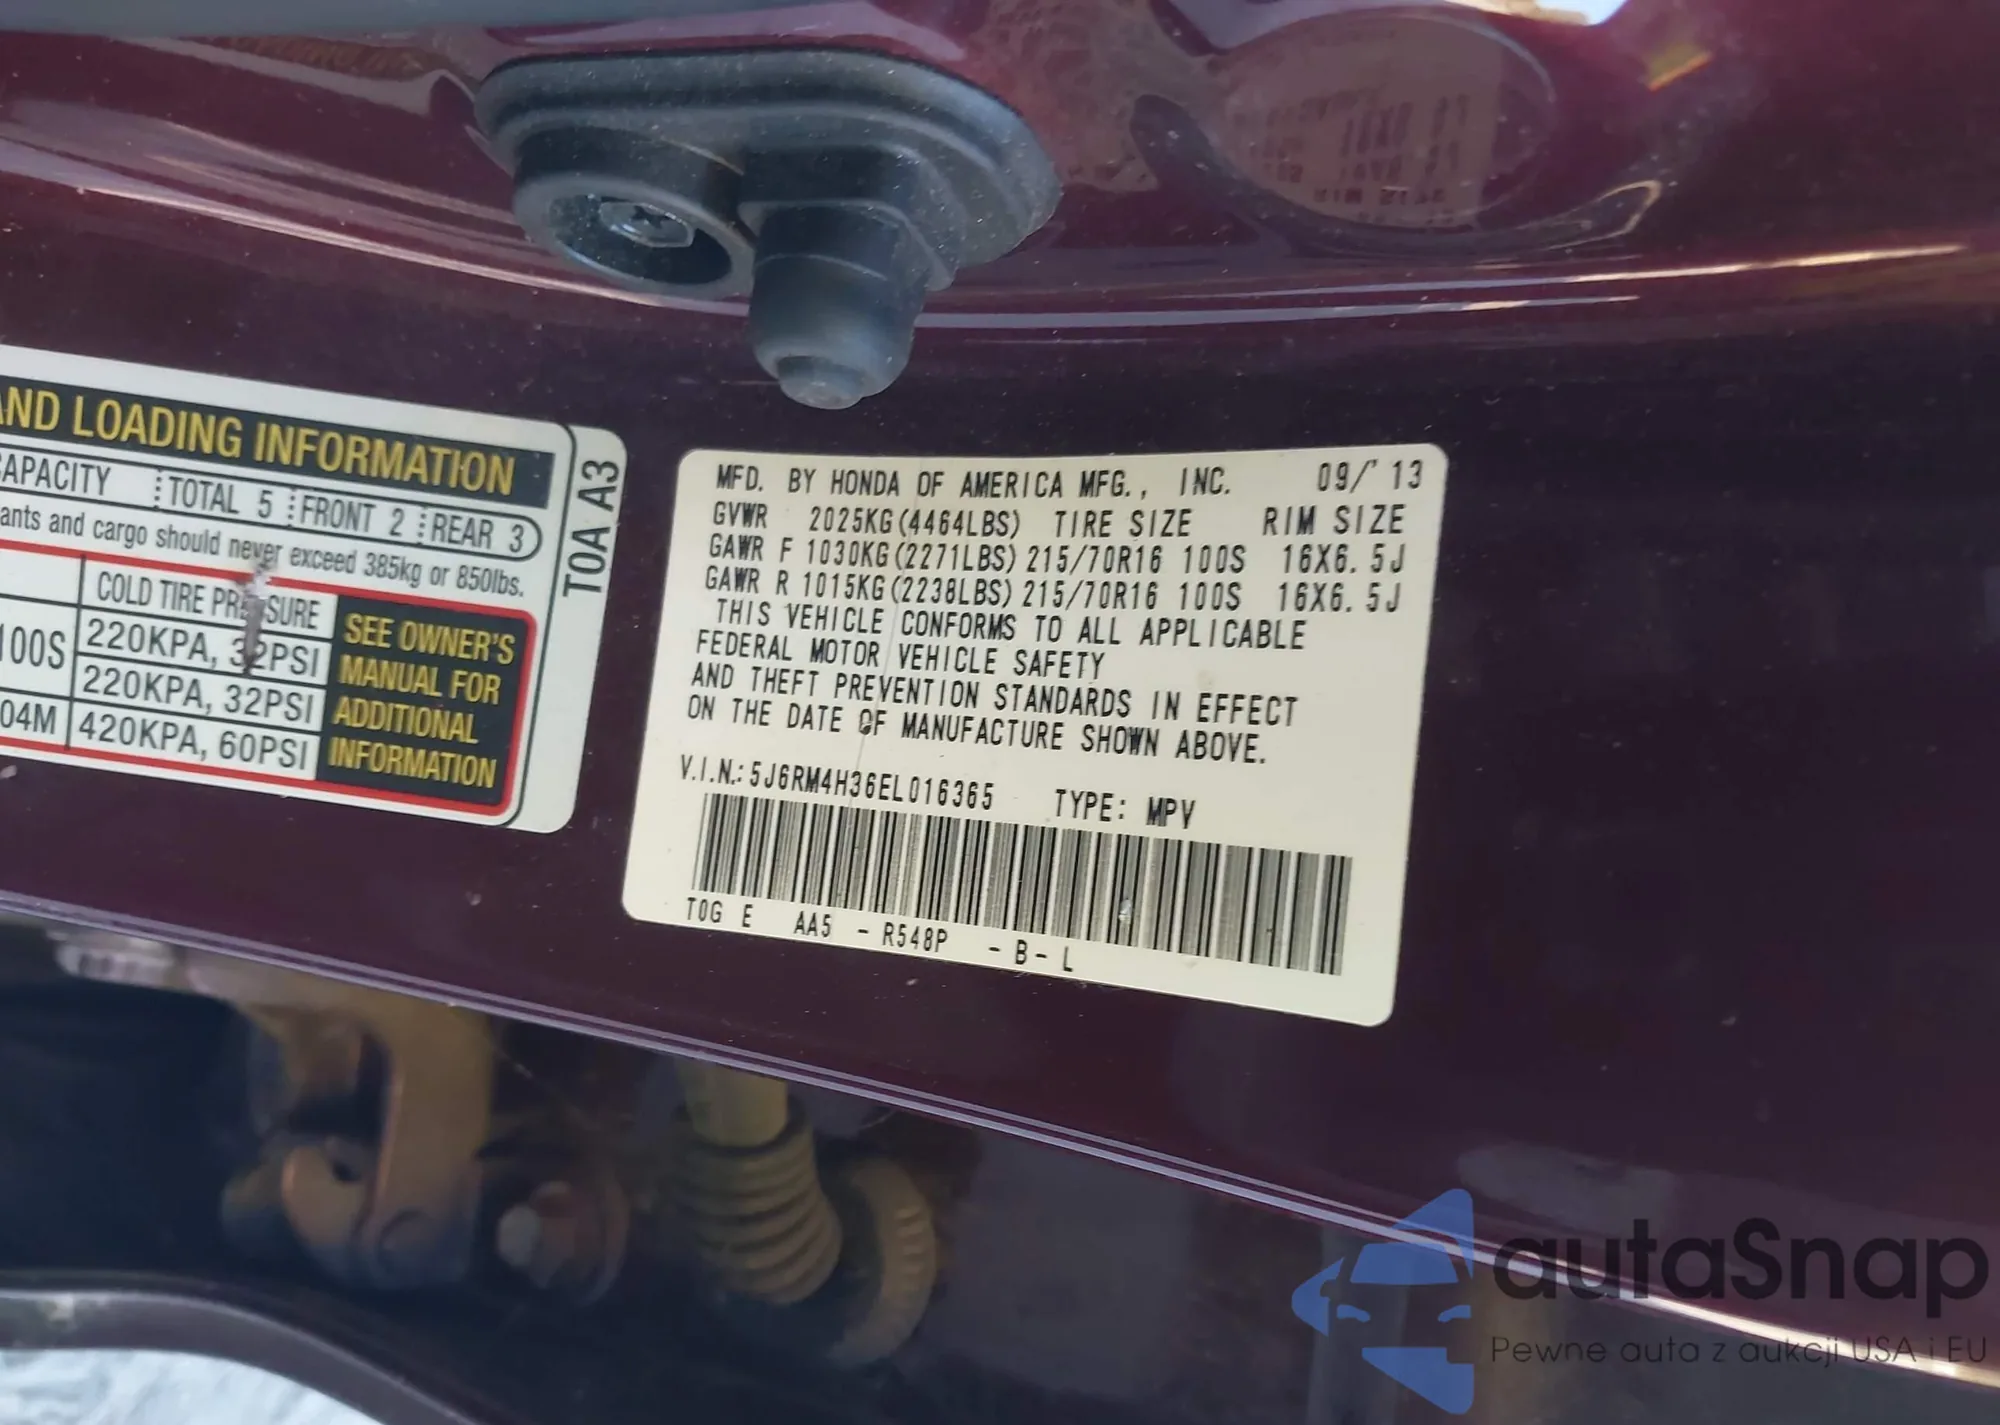 AND LOADING INFORMATION
CAPACITY TOTAL 5 FRONT 2 REAR 3
ants and cargo should never exceed 385kg or 850lbs.
COLD TIRE PRESSURE
100S 220KPA, 32PSI
220KPA, 32PSI
04M 420KPA, 60PSI
SEE OWNER'S
MANUAL FOR
ADDITIONAL
INFORMATION
T0A A3
MFD. BY HONDA OF AMERICA MFG., INC. 09/'13
GVWR 2025KG(4464LBS) TIRE SIZE RIM SIZE
GAWR F 1030KG(2271LBS) 215/70R16 100S 16X6.5J
GAWR R 1015KG(2238LBS) 215/70R16 100S 16X6.5J
THIS VEHICLE CONFORMS TO ALL APPLICABLE
FEDERAL MOTOR VEHICLE SAFETY
AND THEFT PREVENTION STANDARDS IN EFFECT
ON THE DATE OF MANUFACTURE SHOWN ABOVE.
V.I.N.: 5J6RM4H36EL016365 TYPE: MPV
T0G E AA5 - R548P - B - L
autaSnap
Pewne auta z aukcji USA i EU